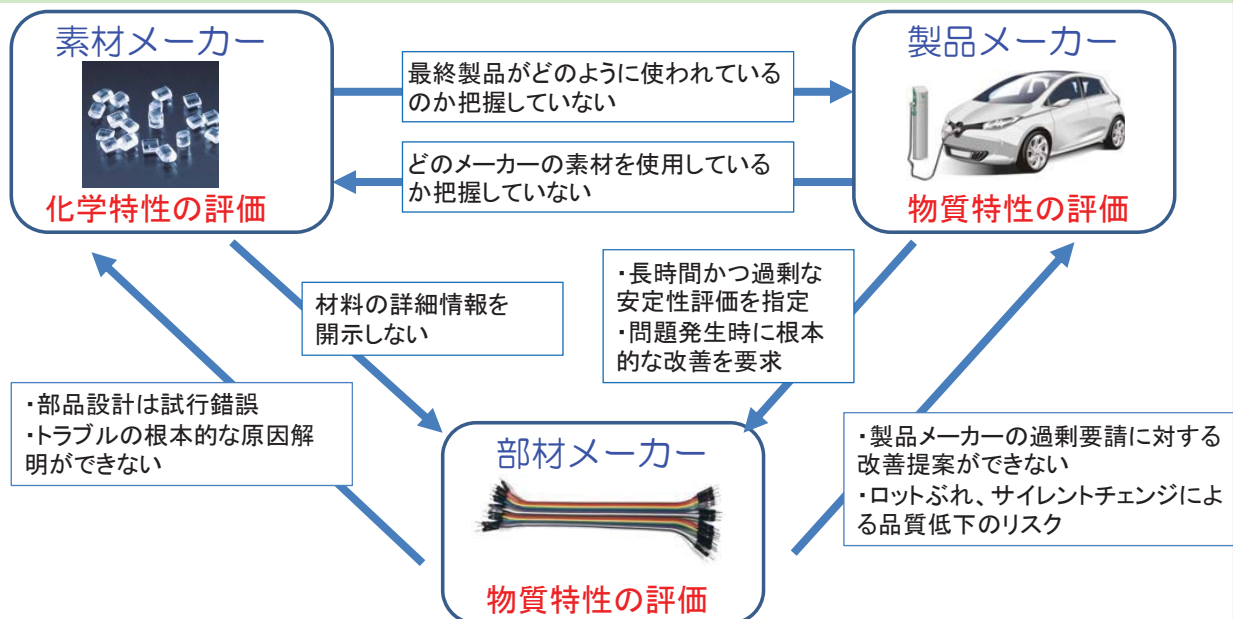 素材メーカー
化学特性の評価
最終製品がどのように使われている
のか把握していない
どのメーカーの素材を使用している
か把握していない
製品メーカー
物質特性の評価
材料の詳細情報を
開示しない
・長時間かつ過剰な
安定性評価を指定
・問題発生時に根本
的な改善を要求
・部品設計は試行錯誤
・トラブルの根本的な原因解
明ができない
部材メーカー
物質特性の評価
・製品メーカーの過剰要請に対する
改善提案ができない
・ロットぶれ、サイレントチェンジによ
る品質低下のリスク